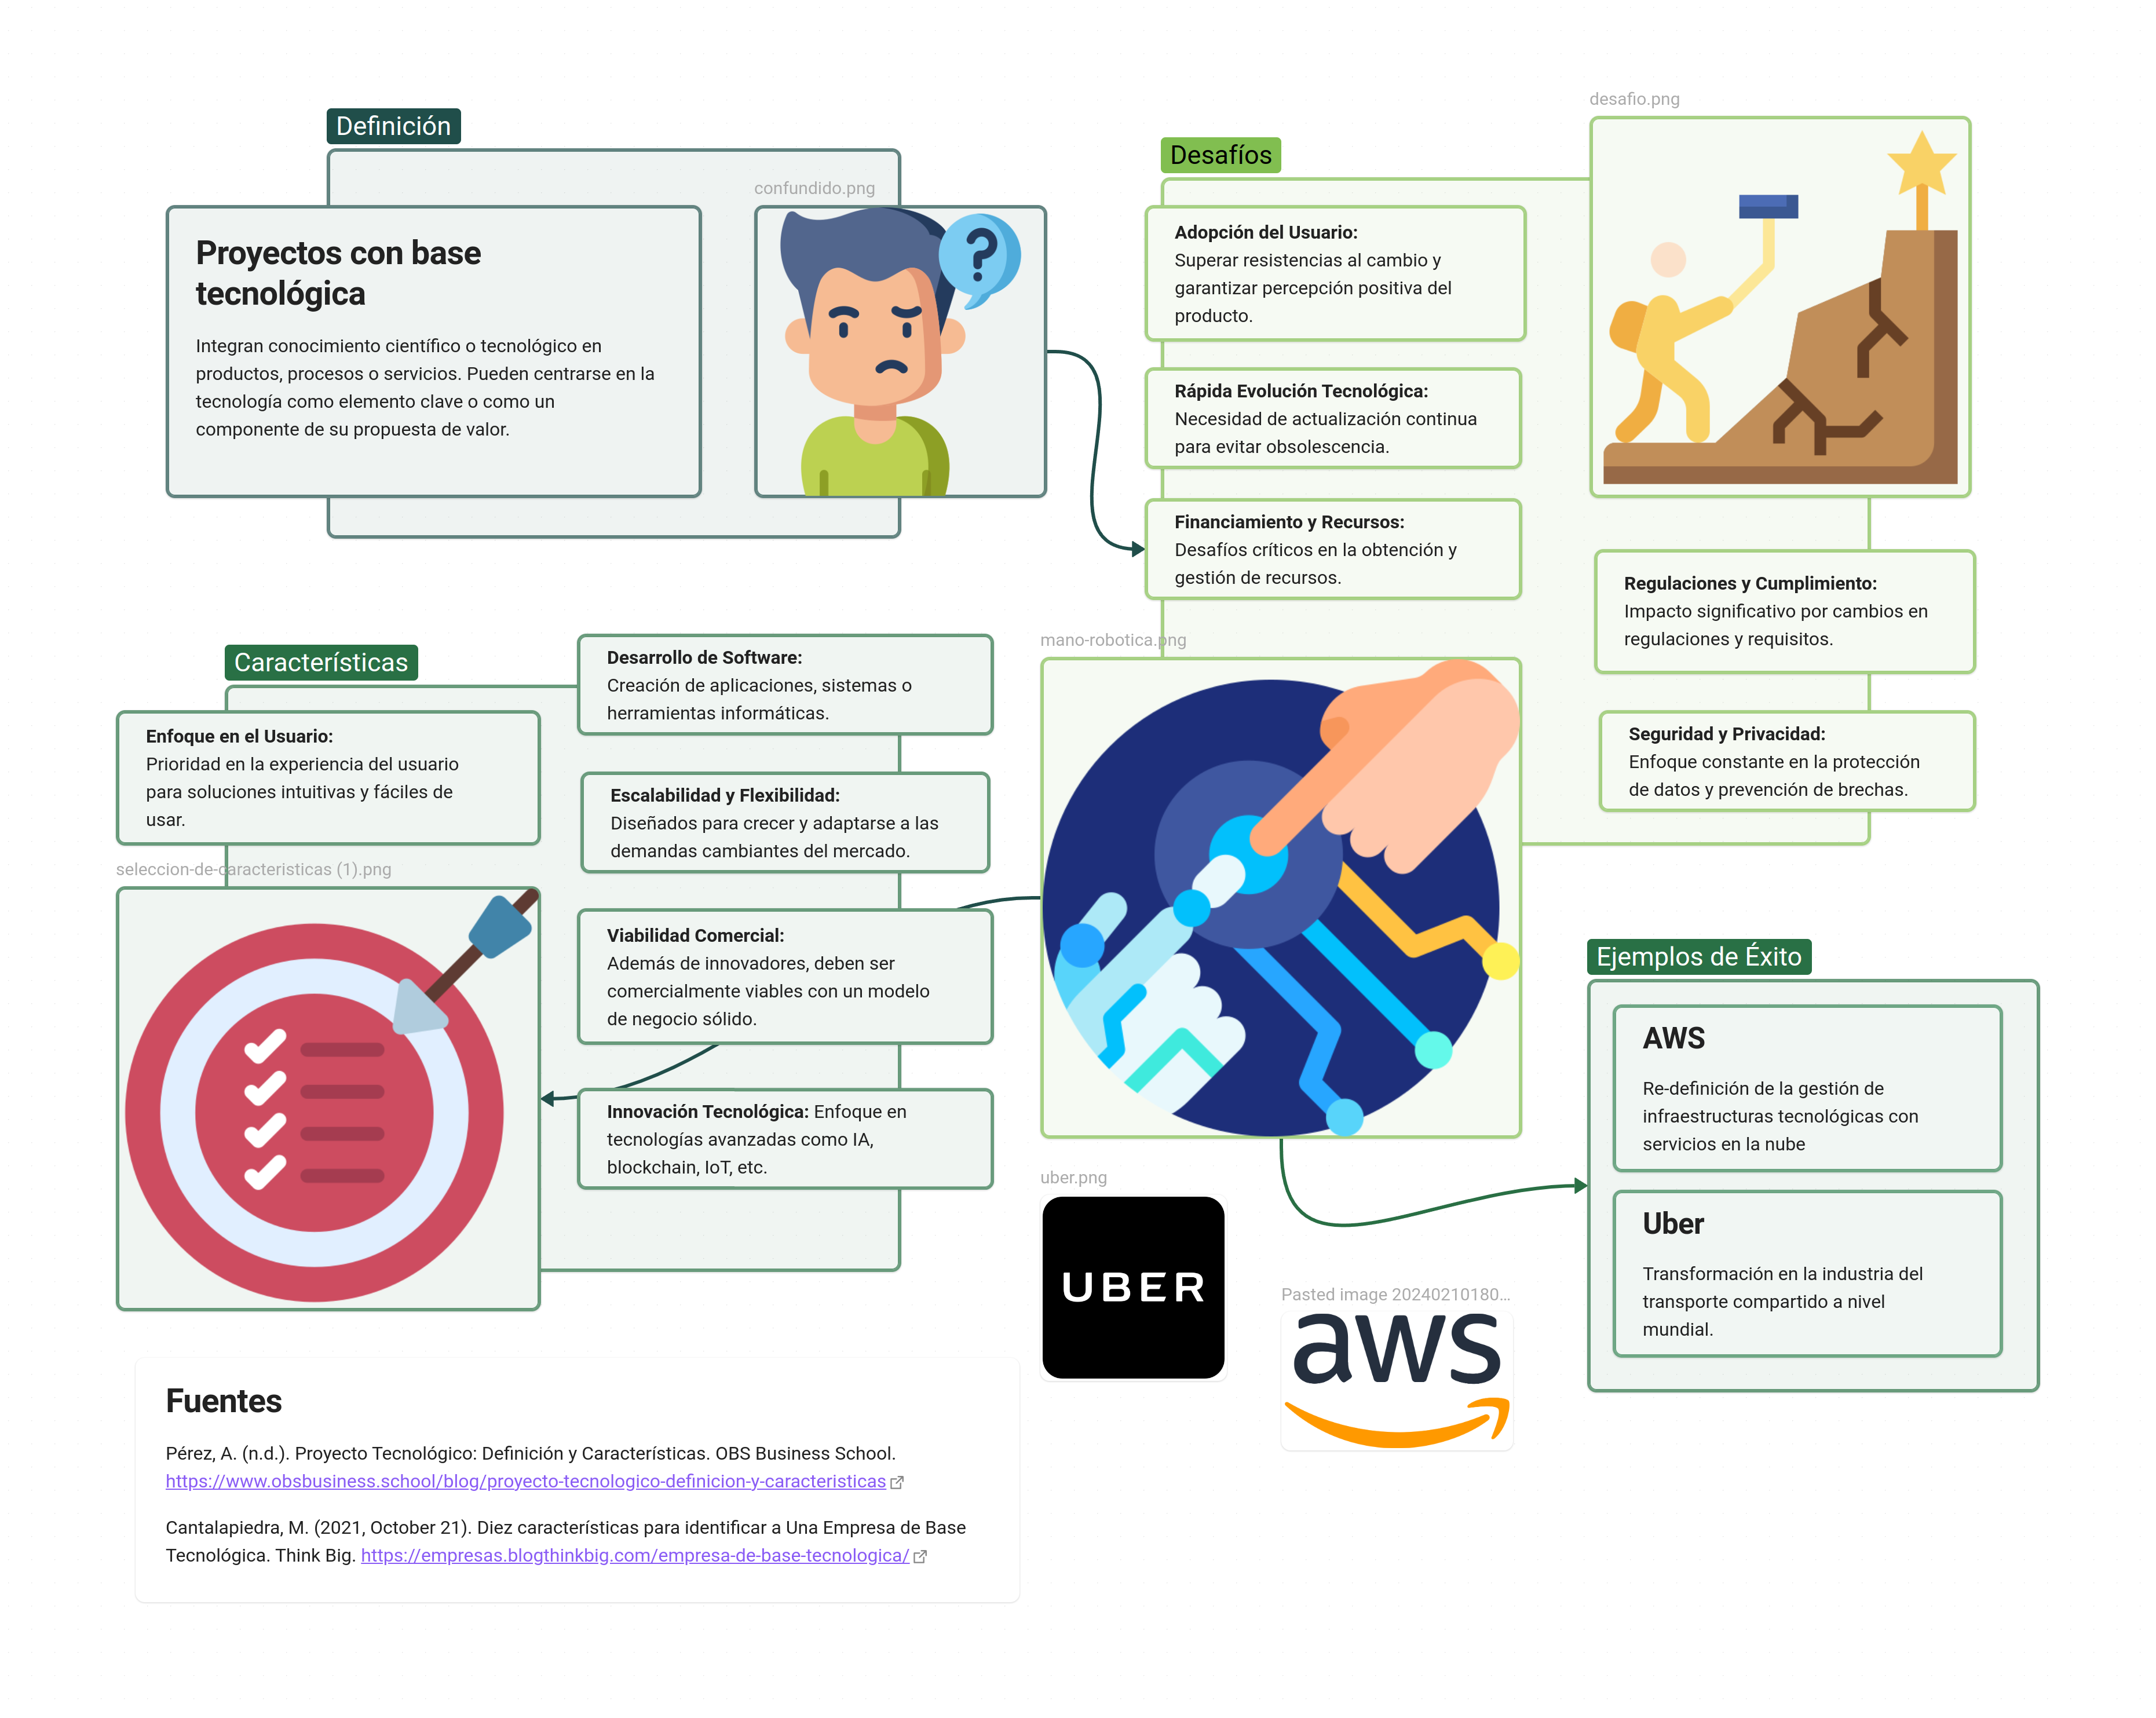 Definición
confundido.png
Proyectos con base
tecnológica
Integran conocimiento científico o tecnológico en
productos, procesos o servicios. Pueden centrarse en la
tecnología como elemento clave o como un
componente de su propuesta de valor.
?
Desafíos
desafio.png
Adopción del Usuario:
Superar resistencias al cambio y
garantizar percepción positiva del
producto.
Rápida Evolución Tecnológica:
Necesidad de actualización continua
para evitar obsolescencia.
Financiamiento y Recursos:
Desafíos críticos en la obtención y
gestión de recursos.
Regulaciones y Cumplimiento:
Impacto significativo por cambios en
regulaciones y requisitos.
Seguridad y Privacidad:
Enfoque constante en la protección
de datos y prevención de brechas.
mano-robotica.png
Características
Enfoque en el Usuario:
Prioridad en la experiencia del usuario
para soluciones intuitivas y fáciles de
usar.
seleccion-de-caracteristicas (1).png
Desarrollo de Software:
Creación de aplicaciones, sistemas o
herramientas informáticas.
Escalabilidad y Flexibilidad:
Diseñados para crecer y adaptarse a las
demandas cambiantes del mercado.
Viabilidad Comercial:
Además de innovadores, deben ser
comercialmente viables con un modelo
de negocio sólido.
Innovación Tecnológica: Enfoque en
tecnologías avanzadas como IA,
blockchain, IoT, etc.
Ejemplos de Éxito
AWS
Re-definición de la gestión de
infraestructuras tecnológicas con
servicios en la nube
Uber
Transformación en la industria del
transporte compartido a nivel
mundial.
uber.png
UBER
Pasted image 20240210180...
aws
Fuentes
Pérez, A. (n.d.). Proyecto Tecnológico: Definición y Características. OBS Business School.
https://www.obsbusiness.school/blog/proyecto-tecnologico-definicion-y-caracteristicas
Cantalapiedra, M. (2021, October 21). Diez características para identificar a Una Empresa de Base
Tecnológica. Think Big. https://empresas.blogthinkbig.com/empresa-de-base-tecnologica/